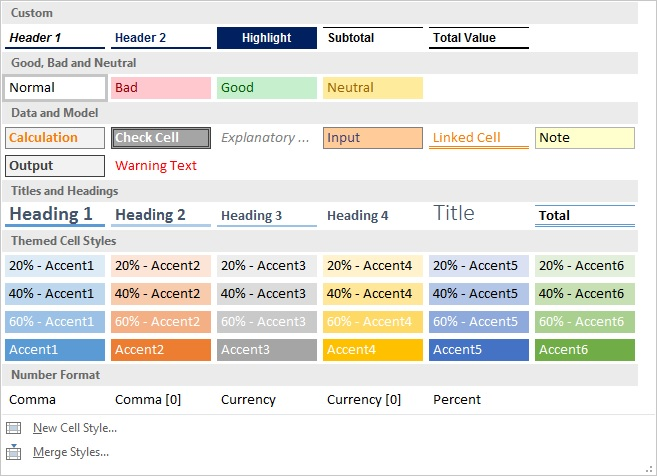 Custom
Header 1 Header 2 Highlight Subtotal Total Value
Good, Bad and Neutral
Normal Bad Good Neutral
Data and Model
Calculation Check Cell Explanatory ... Input Linked Cell Note
Output Warning Text
Titles and Headings
Heading 1 Heading 2 Heading 3 Heading 4 Title Total
Themed Cell Styles
20% - Accent1 20% - Accent2 20% - Accent3 20% - Accent4 20% - Accent5 20% - Accent6
40% - Accent1 40% - Accent2 40% - Accent3 40% - Accent4 40% - Accent5 40% - Accent6
60% - Accent1 60% - Accent2 60% - Accent3 60% - Accent4 60% - Accent5 60% - Accent6
Accent1 Accent2 Accent3 Accent4 Accent5 Accent6
Number Format
Comma Comma [0] Currency Currency [0] Percent
New Cell Style...
Merge Styles...